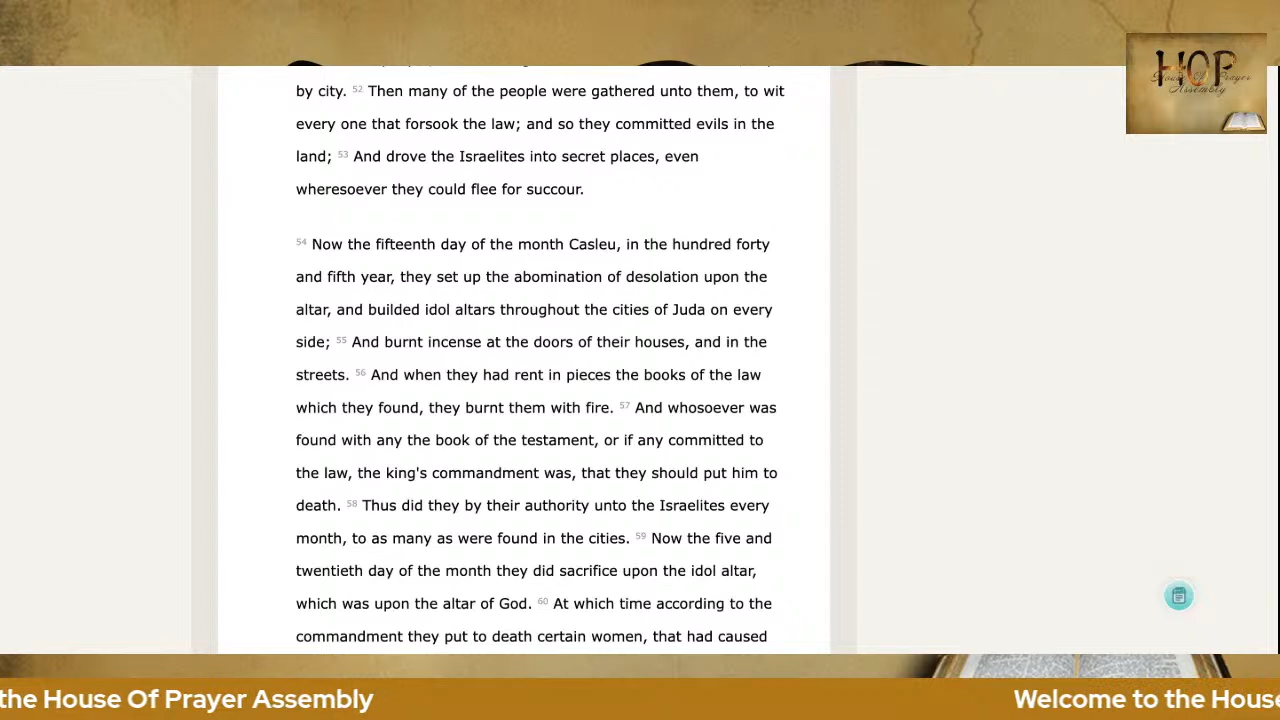 HOP
House Of Prayer
Assembly
by city. 52 Then many of the people were gathered unto them, to wit
every one that forsook the law; and so they committed evils in the
land; 53 And drove the Israelites into secret places, even
wheresoever they could flee for succour.
54 Now the fifteenth day of the month Casleu, in the hundred forty
and fifth year, they set up the abomination of desolation upon the
altar, and builded idol altars throughout the cities of Juda on every
side; 55 And burnt incense at the doors of their houses, and in the
streets. 56 And when they had rent in pieces the books of the law
which they found, they burnt them with fire. 57 And whosoever was
found with any the book of the testament, or if any committed to
the law, the king's commandment was, that they should put him to
death. 58 Thus did they by their authority unto the Israelites every
month, to as many as were found in the cities. 59 Now the five and
twentieth day of the month they did sacrifice upon the idol altar,
which was upon the altar of God. 60 At which time according to the
commandment they put to death certain women, that had caused
the House Of Prayer Assembly
Welcome to the House